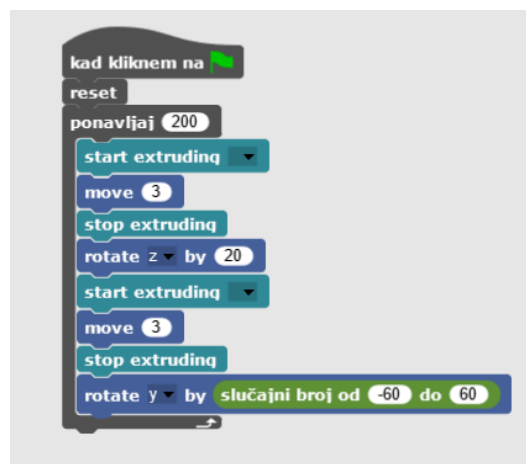 kad kliknem na
reset
ponavljaj 200
start extruding
move 3
stop extruding
rotate z by 20
start extruding
move 3
stop extruding
rotate y by slučajni broj od -60 do 60